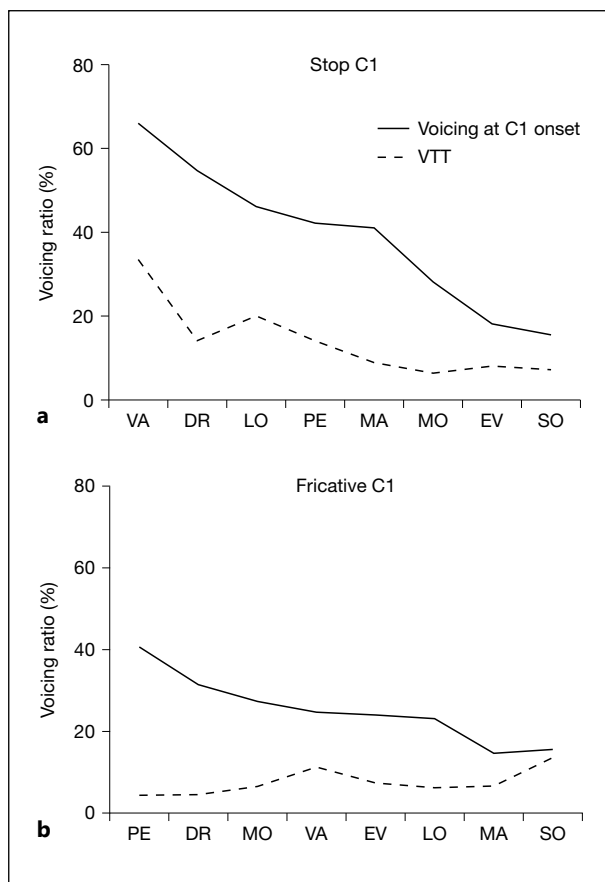 Stop C1
Voicing ratio (%)
80
60
40
20
0
Voicing at C1 onset
VTT
VA DR LO PE MA MO EV SO
a
Fricative C1
Voicing ratio (%)
80
60
40
20
0
PE DR MO VA EV LO MA SO
b